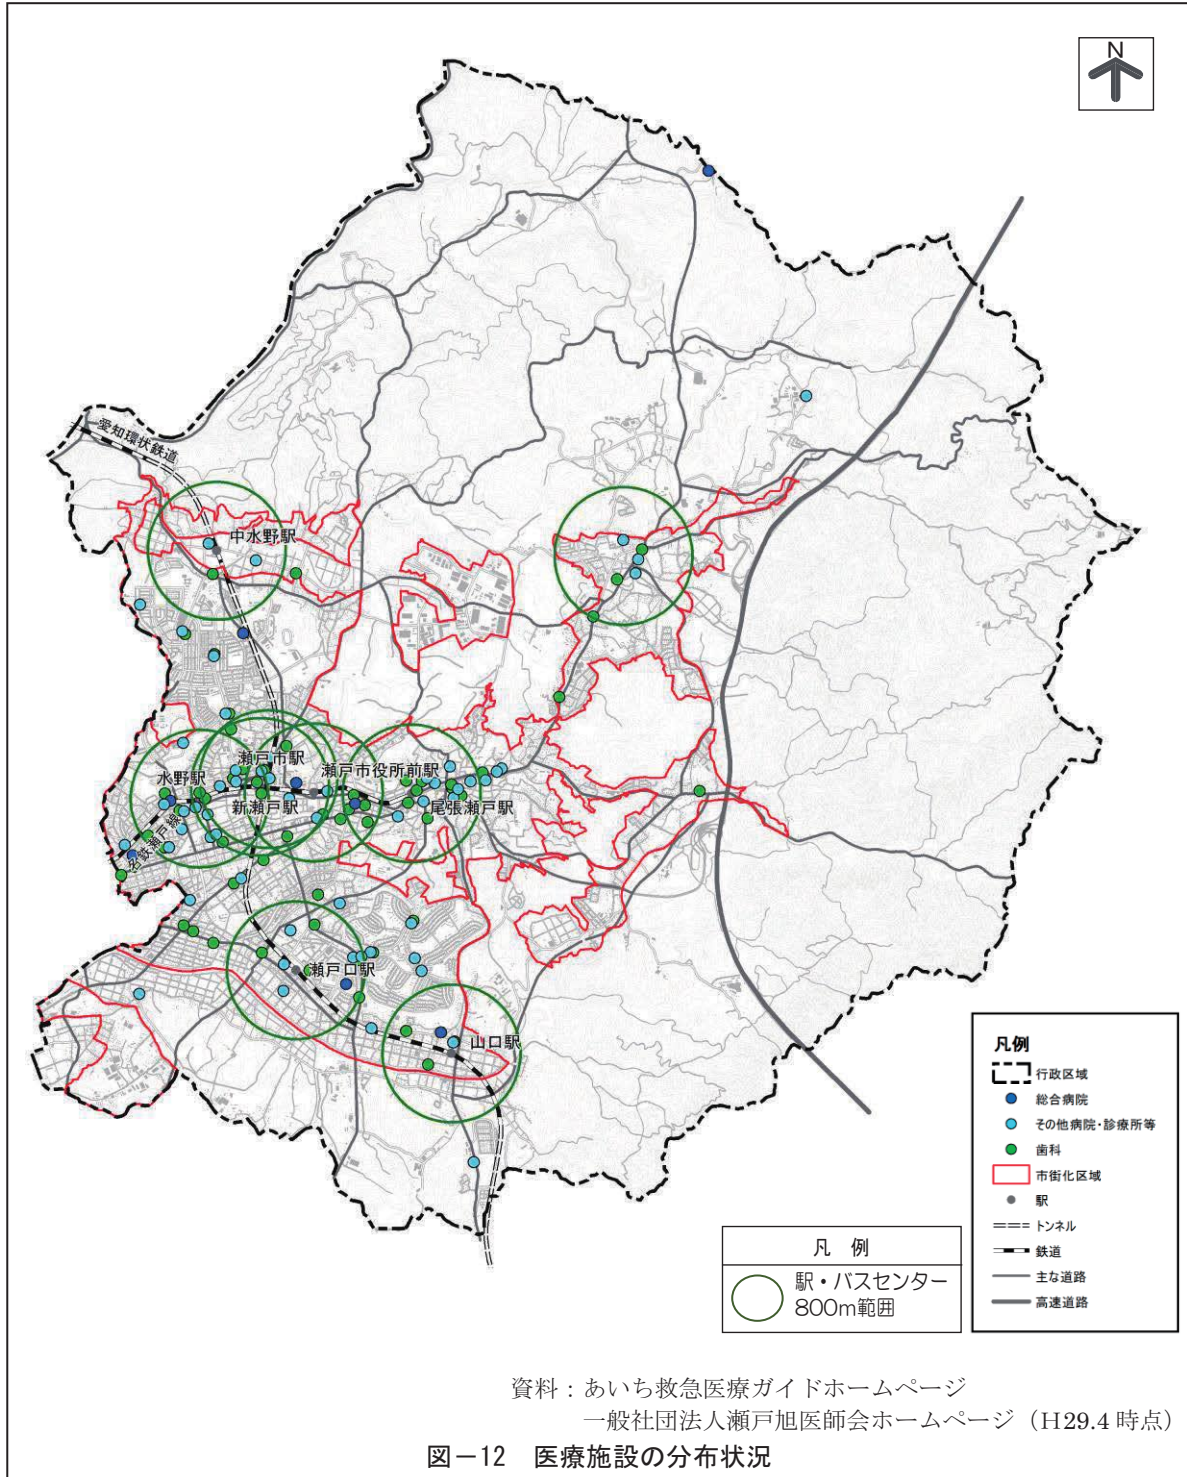 N
愛知環状鉄道
中水野駅
瀬戸市駅
瀬戸市役所前駅
水野駅
新瀬戸駅
尾張瀬戸駅
名鉄瀬戸線
瀬戸口駅
山口駅
凡例
行政区域
総合病院
その他病院・診療所等
歯科
市街化区域
駅
トンネル
鉄道
主な道路
高速道路
凡 例
駅・バスセンター
800m範囲
資料：あいち救急医療ガイドホームページ
一般社団法人瀬戸旭医師会ホームページ（H29.4 時点）
図－12 医療施設の分布状況